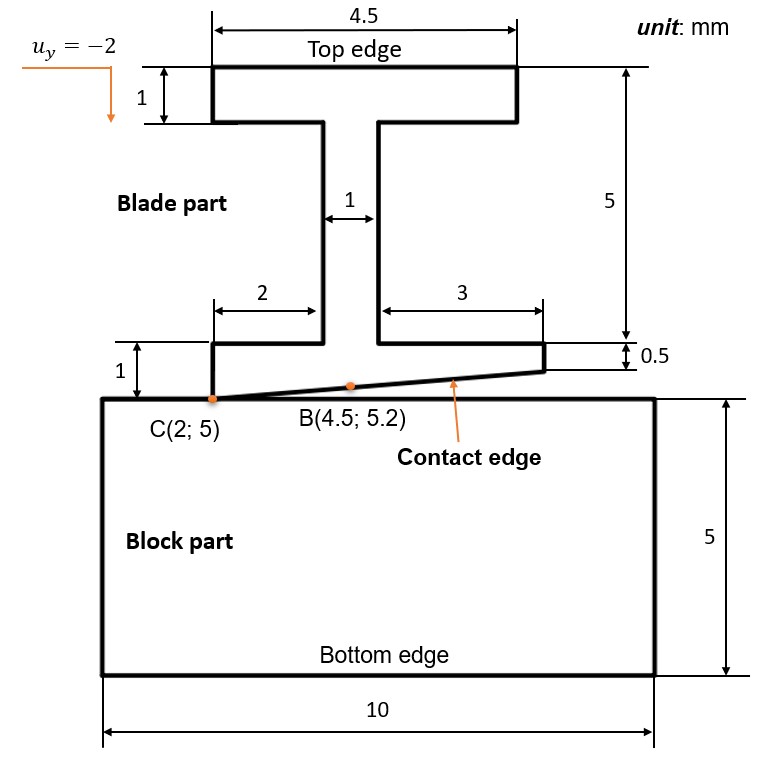 4.5
unit: mm
u_y = −2
Top edge
1
Blade part
1
5
2
3
1
0.5
C(2; 5)
B(4.5; 5.2)
Contact edge
Block part
5
Bottom edge
10